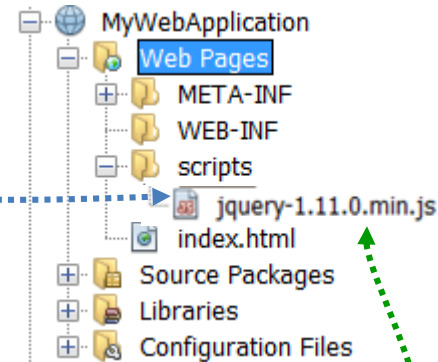 MyWebApplication
Web Pages
META-INF
WEB-INF
scripts
jquery-1.11.0.min.js
index.html
Source Packages
Libraries
Configuration Files